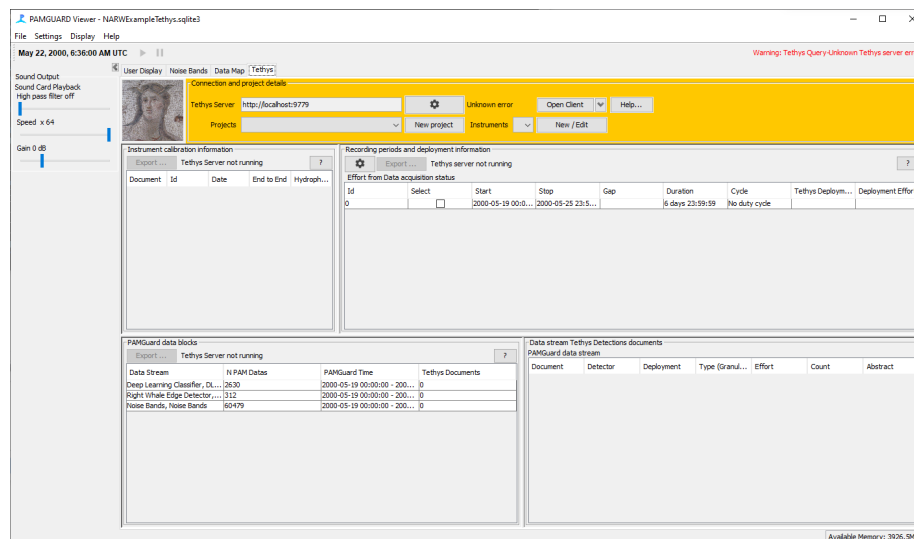 PAMGUARD Viewer - NARWExampleTethys.sqlite3
File Settings Display Help
May 22, 2000, 6:36:00 AM UTC
Warning: Tethys Query-Unknown Tethys server err
Sound Output
Sound Card Playback
High pass filter off
Speed x 64
Gain 0 dB
User Display Noise Bands Data Map Tethys
Connection and project details
Tethys Server http://localhost:9779 Unknown error Open Client Help...
Projects New project Instruments New / Edit
Instrument calibration information
Export ... Tethys Server not running ?
Document Id Date End to End Hydroph...
Recording periods and deployment information
Export ... Tethys server not running ?
Effort from Data acquisition status
Id Select Start Stop Gap Duration Cycle Tethys Deploym... Deployment Effor
0 2000-05-19 00:0... 2000-05-25 23:5... 6 days 23:59:59 No duty cycle
PAMGuard data blocks
Export ... Tethys Server not running ?
Data Stream N PAM Datas PAMGuard Time Tethys Documents
Deep Learning Classifier, DL... 2630 2000-05-19 00:00:00 - 200... 0
Right Whale Edge Detector,... 312 2000-05-19 00:00:00 - 200... 0
Noise Bands, Noise Bands 60479 2000-05-19 00:00:00 - 200... 0
Data stream Tethys Detections documents
PAMGuard data stream
Document Detector Deployment Type (Granul... Effort Count Abstract
Available Memory: 3926.5M